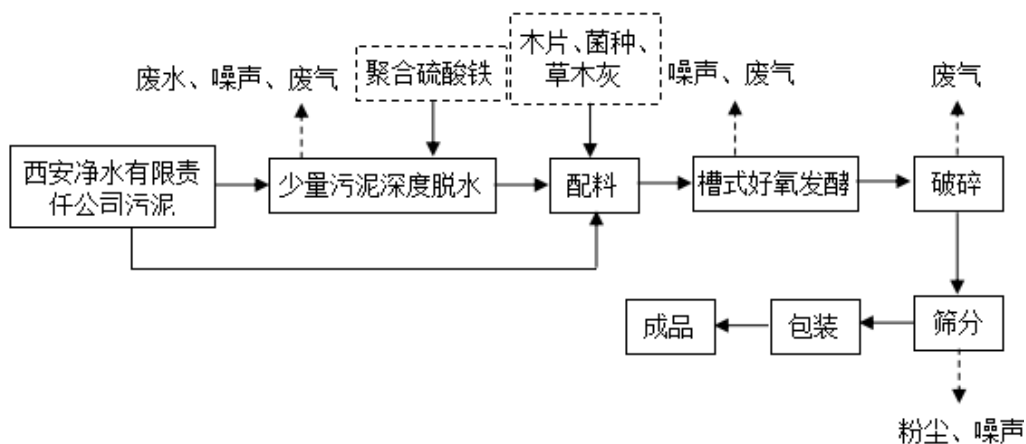 木片、菌种、
草木灰
废水、噪声、废气
聚合硫酸铁
噪声、废气
废气
西安净水有限责
任公司污泥
少量污泥深度脱水
配料
槽式好氧发酵
破碎
成品
包装
筛分
粉尘、噪声